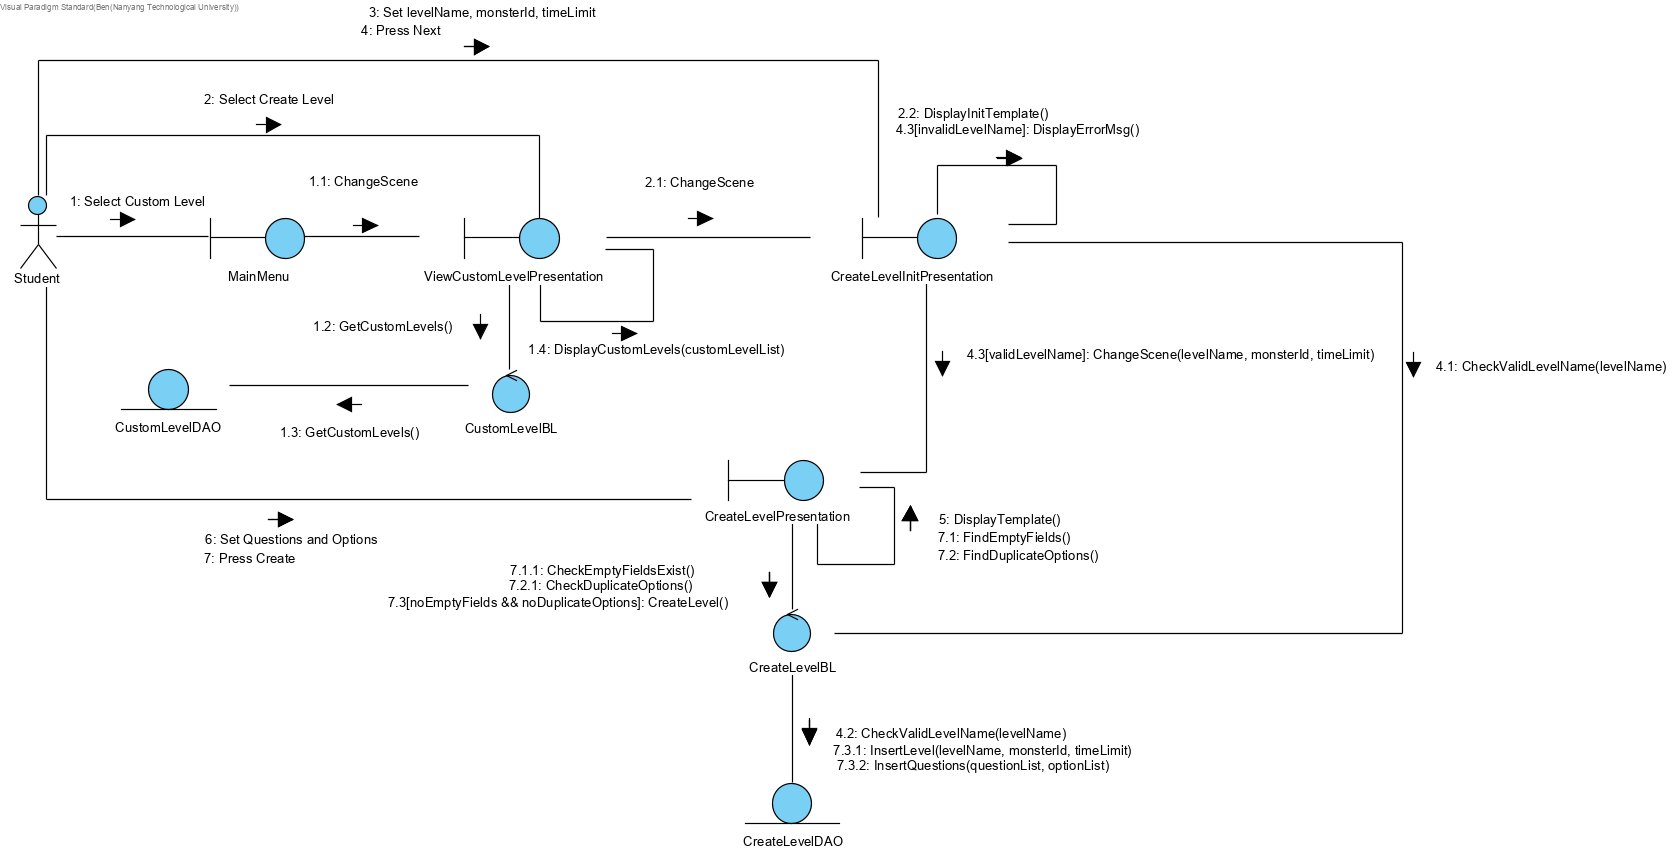 Visual Paradigm Standard(Ben(Nanyang Technological University))
3: Set levelName, monsterId, timeLimit
4: Press Next
2: Select Create Level
2.2: DisplayInitTemplate()
4.3[invalidLevelName]: DisplayErrorMsg()
1: Select Custom Level
1.1: ChangeScene
2.1: ChangeScene
Student
MainMenu
ViewCustomLevelPresentation
CreateLevelInitPresentation
1.2: GetCustomLevels()
1.4: DisplayCustomLevels(customLevelList)
4.3[validLevelName]: ChangeScene(levelName, monsterId, timeLimit)
4.1: CheckValidLevelName(levelName)
CustomLevelDAO
1.3: GetCustomLevels()
CustomLevelBL
CreateLevelPresentation
6: Set Questions and Options
7: Press Create
5: DisplayTemplate()
7.1: FindEmptyFields()
7.2: FindDuplicateOptions()
7.1.1: CheckEmptyFieldsExist()
7.2.1: CheckDuplicateOptions()
7.3[noEmptyFields && noDuplicateOptions]: CreateLevel()
CreateLevelBL
4.2: CheckValidLevelName(levelName)
7.3.1: InsertLevel(levelName, monsterId, timeLimit)
7.3.2: InsertQuestions(questionList, optionList)
CreateLevelDAO